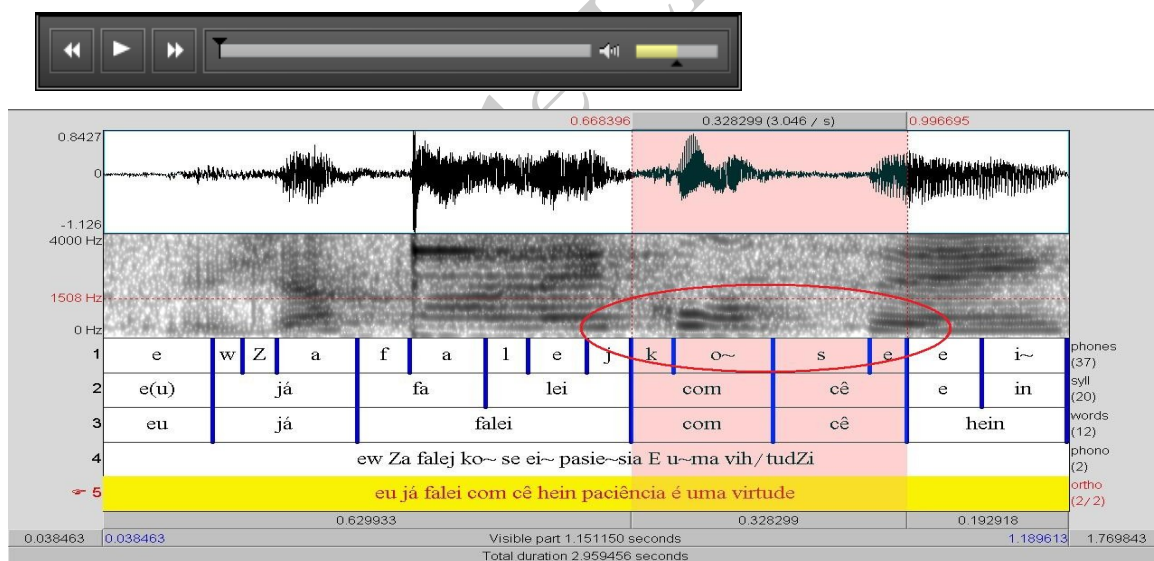 0.668396 0.328299 (3.046 / s) 0.996695
0.8427
0
-1.126
4000 Hz
1508 Hz
0 Hz
1 e w Z a f a l e j k o~ s e e i~ phones (37)
2 e(u) já fa lei com cê e in syll (20)
3 eu já falei com cê hein words (12)
4 ew Za falej ko~ se ei~ pasie~sia E u~ma vih/tudZi phono (2)
☞ 5 eu já falei com cê hein paciência é uma virtude ortho (2/2)
0.629933 0.328299 0.192918
0.038463 0.038463 Visible part 1.151150 seconds 1.189613 1.769843
Total duration 2.959456 seconds